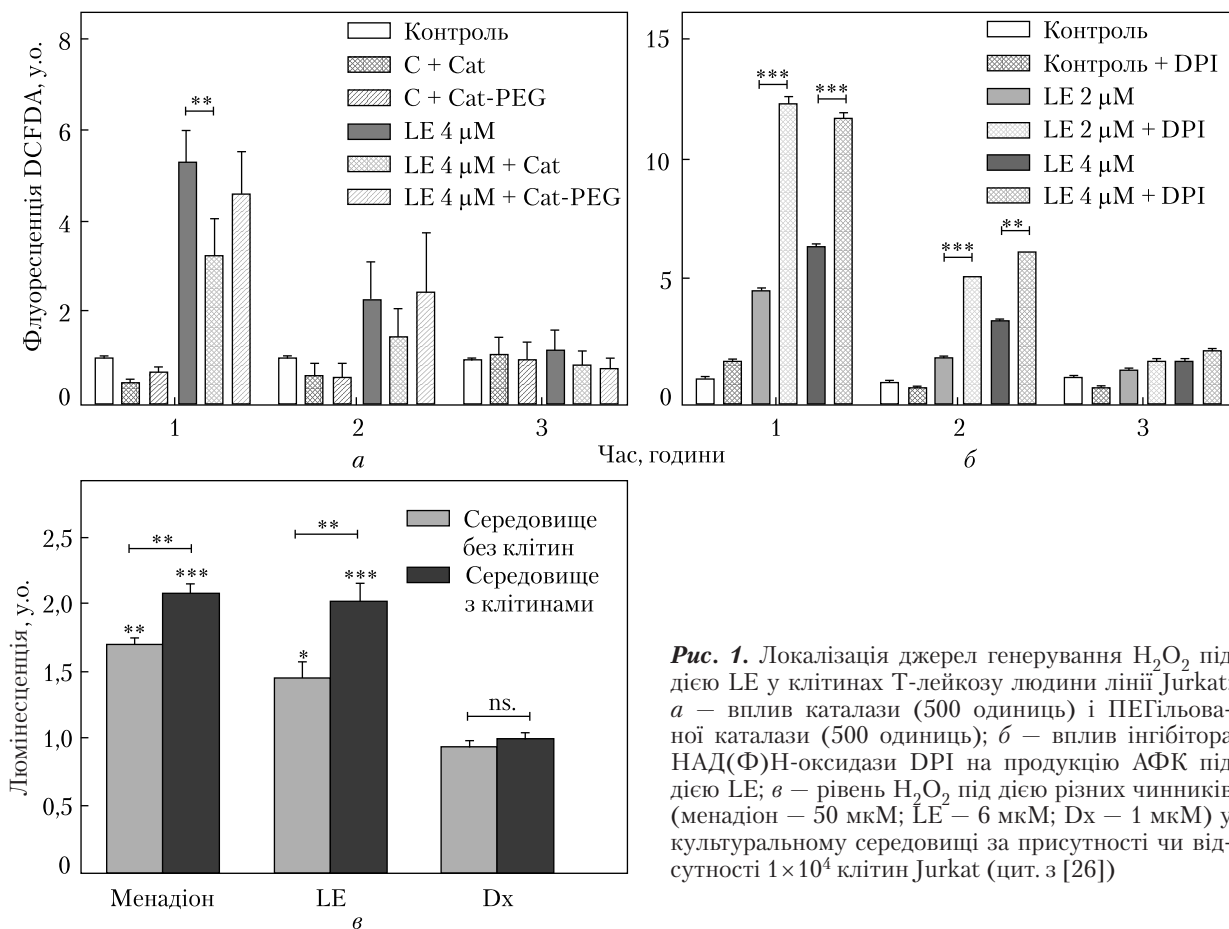 Флуоресценція DCFDA, у.о.
8
6
4
2
0
Контроль
C + Cat
C + Cat-PEG
LE 4 μM
LE 4 μM + Cat
LE 4 μM + Cat-PEG
**
1
2
3
а
15
10
5
0
Контроль
Контроль + DPI
LE 2 μM
LE 2 μM + DPI
LE 4 μM
LE 4 μM + DPI
***
***
***
**
1
2
3
б
Час, години
Люмінесценція, у.о.
2,5
2,0
1,5
1,0
0,5
0
Середовище
без клітин
Середовище
з клітинами
**
**
***
**
*
***
ns.
Менадіон
LE
Dx
в
Рис. 1. Локалізація джерел генерування H₂O₂ під
дією LE у клітинах Т-лейкозу людини лінії Jurkat:
а — вплив каталази (500 одиниць) і ПЕГільова-
ної каталази (500 одиниць); б — вплив інгібітора
НАД(Ф)Н-оксидази DPI на продукцію АФК під
дією LE; в — рівень H₂O₂ під дією різних чинників
(менадіон — 50 мкМ; LE — 6 мкМ; Dx — 1 мкМ) у
культуральному середовищі за присутності чи від-
сутності 1×10⁴ клітин Jurkat (цит. з [26])